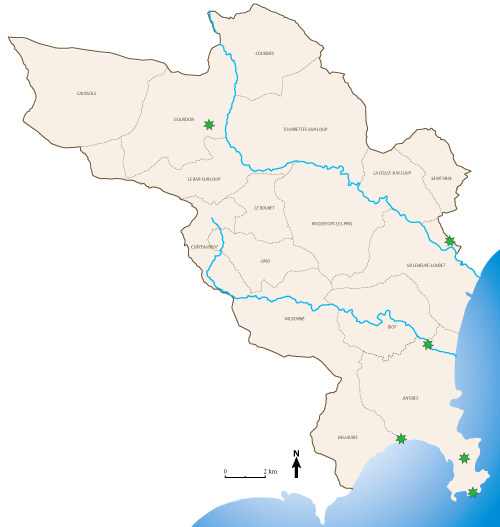 COURMES
CAUSSOLS
GOURDON
TOURRETTES-SUR-LOUP
LA COLLE-SUR-LOUP
SAINT-PAUL
LE BAR-SUR-LOUP
LE ROURET
ROQUEFORT-LES-PINS
CHÂTEAUNEUF
OPIO
VILLENEUVE-LOUBET
VALBONNE
BIOT
ANTIBES
VALLAURIS
N
0 2 km